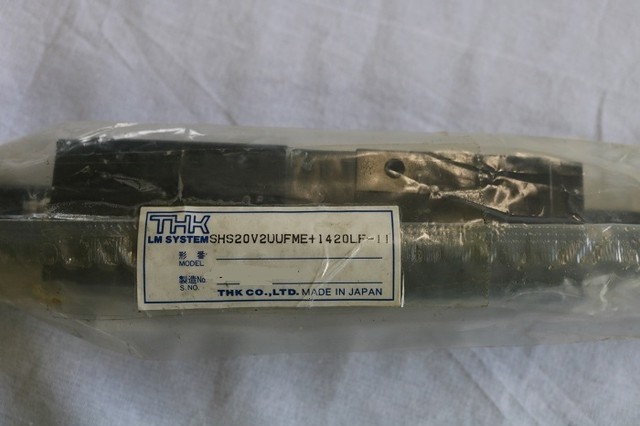 THK
LM SYSTEM SHS20V2UUFME+1420LF-11
形番
MODEL
製造No.
S.NO.
THK CO.,LTD. MADE IN JAPAN